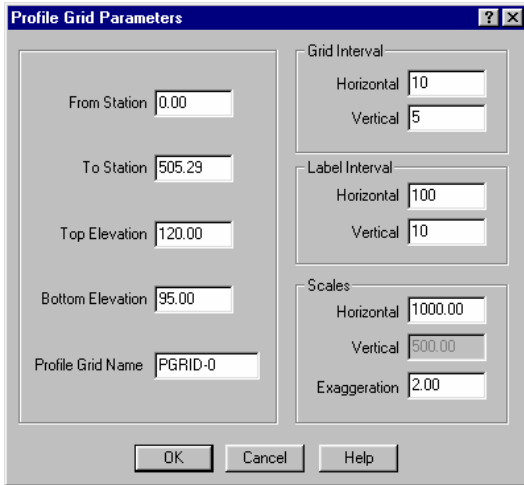 Profile Grid Parameters
From Station 0.00
To Station 505.29
Top Elevation 120.00
Bottom Elevation 95.00
Profile Grid Name PGRID-0
Grid Interval
Horizontal 10
Vertical 5
Label Interval
Horizontal 100
Vertical 10
Scales
Horizontal 1000.00
Vertical 500.00
Exaggeration 2.00
OK Cancel Help